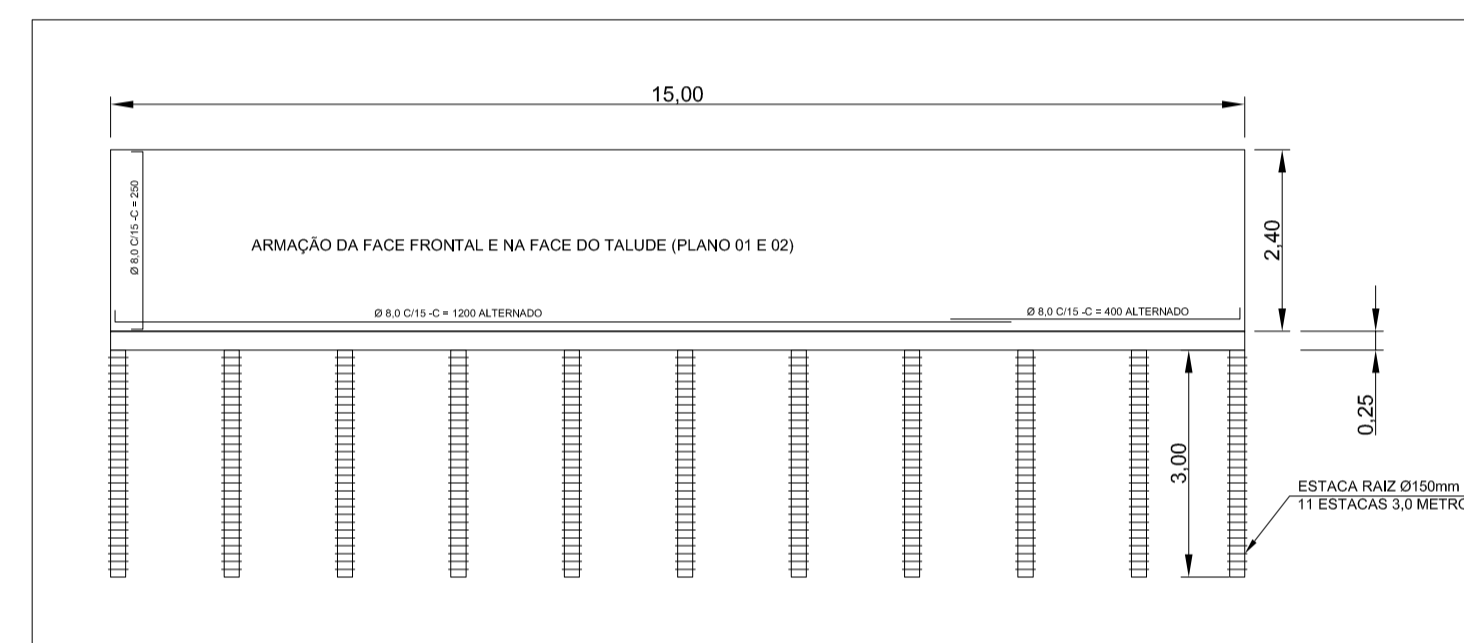 15,00
Ø 8,0 C/15 -C = 250
ARMAÇÃO DA FACE FRONTAL E NA FACE DO TALUDE (PLANO 01 E 02)
2,40
Ø 8,0 C/15 -C = 1200 ALTERNADO
Ø 8,0 C/15 -C = 400 ALTERNADO
0,25
3,00
ESTACA RAIZ Ø150mm
11 ESTACAS 3,0 METRO